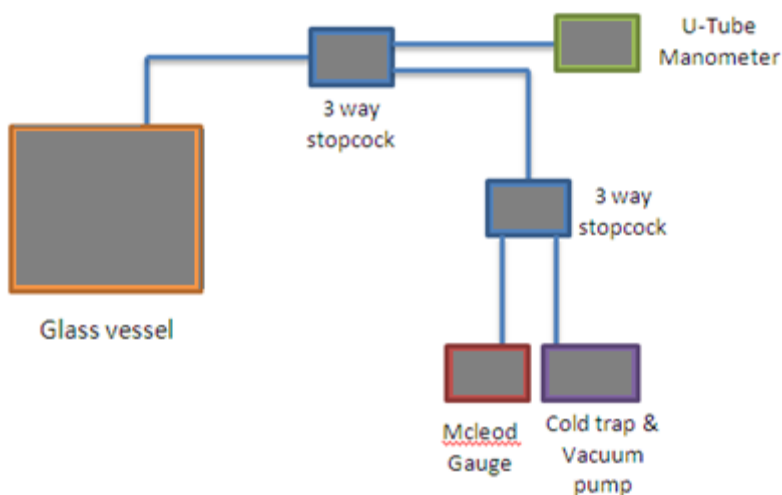 U-Tube
Manometer
3 way
stopcock
3 way
stopcock
Glass vessel
Mcleod
Gauge
Cold trap &
Vacuum
pump